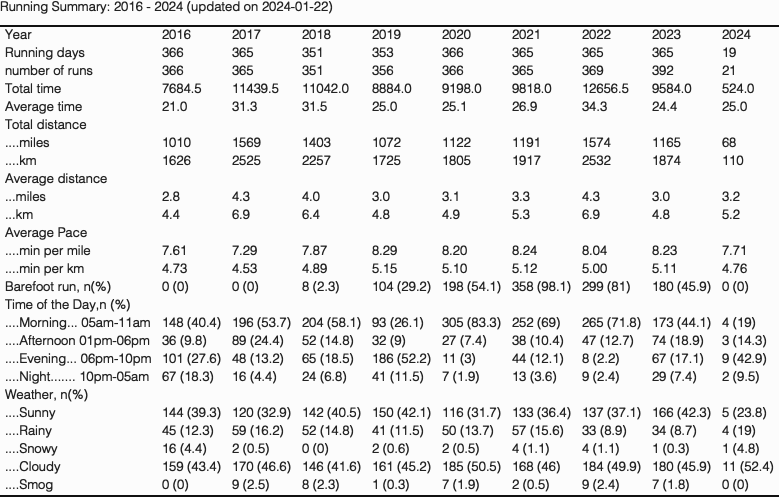 Running Summary: 2016 - 2024 (updated on 2024-01-22)
Year 2016 2017 2018 2019 2020 2021 2022 2023 2024
Running days 366 365 351 353 366 365 365 365 19
number of runs 366 365 351 356 366 365 369 392 21
Total time 7684.5 11439.5 11042.0 8884.0 9198.0 9818.0 12656.5 9584.0 524.0
Average time 21.0 31.3 31.5 25.0 25.1 26.9 34.3 24.4 25.0
Total distance
....miles 1010 1569 1403 1072 1122 1191 1574 1165 68
....km 1626 2525 2257 1725 1805 1917 2532 1874 110
Average distance
...miles 2.8 4.3 4.0 3.0 3.1 3.3 4.3 3.0 3.2
...km 4.4 6.9 6.4 4.8 4.9 5.3 6.9 4.8 5.2
Average Pace
....min per mile 7.61 7.29 7.87 8.29 8.20 8.24 8.04 8.23 7.71
....min per km 4.73 4.53 4.89 5.15 5.10 5.12 5.00 5.11 4.76
Barefoot run, n(%) 0 (0) 0 (0) 8 (2.3) 104 (29.2) 198 (54.1) 358 (98.1) 299 (81) 180 (45.9) 0 (0)
Time of the Day,n (%)
....Morning... 05am-11am 148 (40.4) 196 (53.7) 204 (58.1) 93 (26.1) 305 (83.3) 252 (69) 265 (71.8) 173 (44.1) 4 (19)
....Afternoon 01pm-06pm 36 (9.8) 89 (24.4) 52 (14.8) 32 (9) 27 (7.4) 38 (10.4) 47 (12.7) 74 (18.9) 3 (14.3)
....Evening... 06pm-10pm 101 (27.6) 48 (13.2) 65 (18.5) 186 (52.2) 11 (3) 44 (12.1) 8 (2.2) 67 (17.1) 9 (42.9)
....Night....... 10pm-05am 67 (18.3) 16 (4.4) 24 (6.8) 41 (11.5) 7 (1.9) 13 (3.6) 9 (2.4) 29 (7.4) 2 (9.5)
Weather, n(%)
....Sunny 144 (39.3) 120 (32.9) 142 (40.5) 150 (42.1) 116 (31.7) 133 (36.4) 137 (37.1) 166 (42.3) 5 (23.8)
....Rainy 45 (12.3) 59 (16.2) 52 (14.8) 41 (11.5) 50 (13.7) 57 (15.6) 33 (8.9) 34 (8.7) 4 (19)
....Snowy 16 (4.4) 2 (0.5) 0 (0) 2 (0.6) 2 (0.5) 4 (1.1) 4 (1.1) 1 (0.3) 1 (4.8)
....Cloudy 159 (43.4) 170 (46.6) 146 (41.6) 161 (45.2) 185 (50.5) 168 (46) 184 (49.9) 180 (45.9) 11 (52.4)
....Smog 0 (0) 9 (2.5) 8 (2.3) 1 (0.3) 7 (1.9) 2 (0.5) 9 (2.4) 7 (1.8) 0 (0)